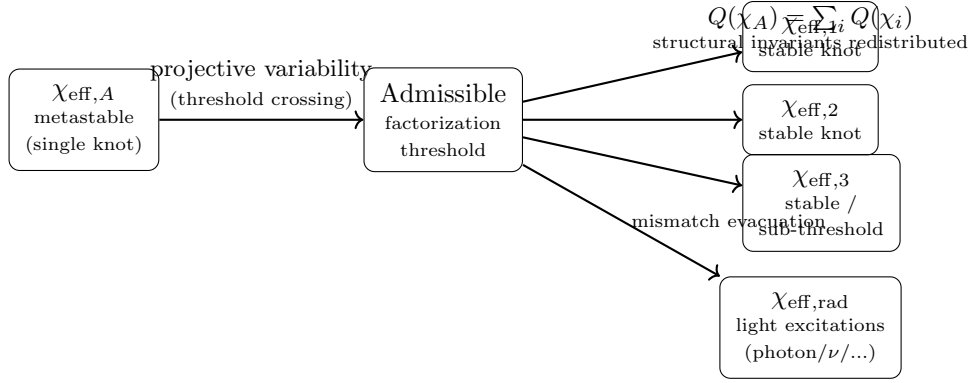 χeff,A
metastable
(single knot)
projective variability
(threshold crossing)
Admissible
factorization
threshold
Q(χA) = ∑i Q(χi)
structural invariants redistributed
χeff,1
stable knot
χeff,2
stable knot
χeff,3
stable /
sub-threshold
mismatch evacuation
χeff,rad
light excitations
(photon/ν/...)